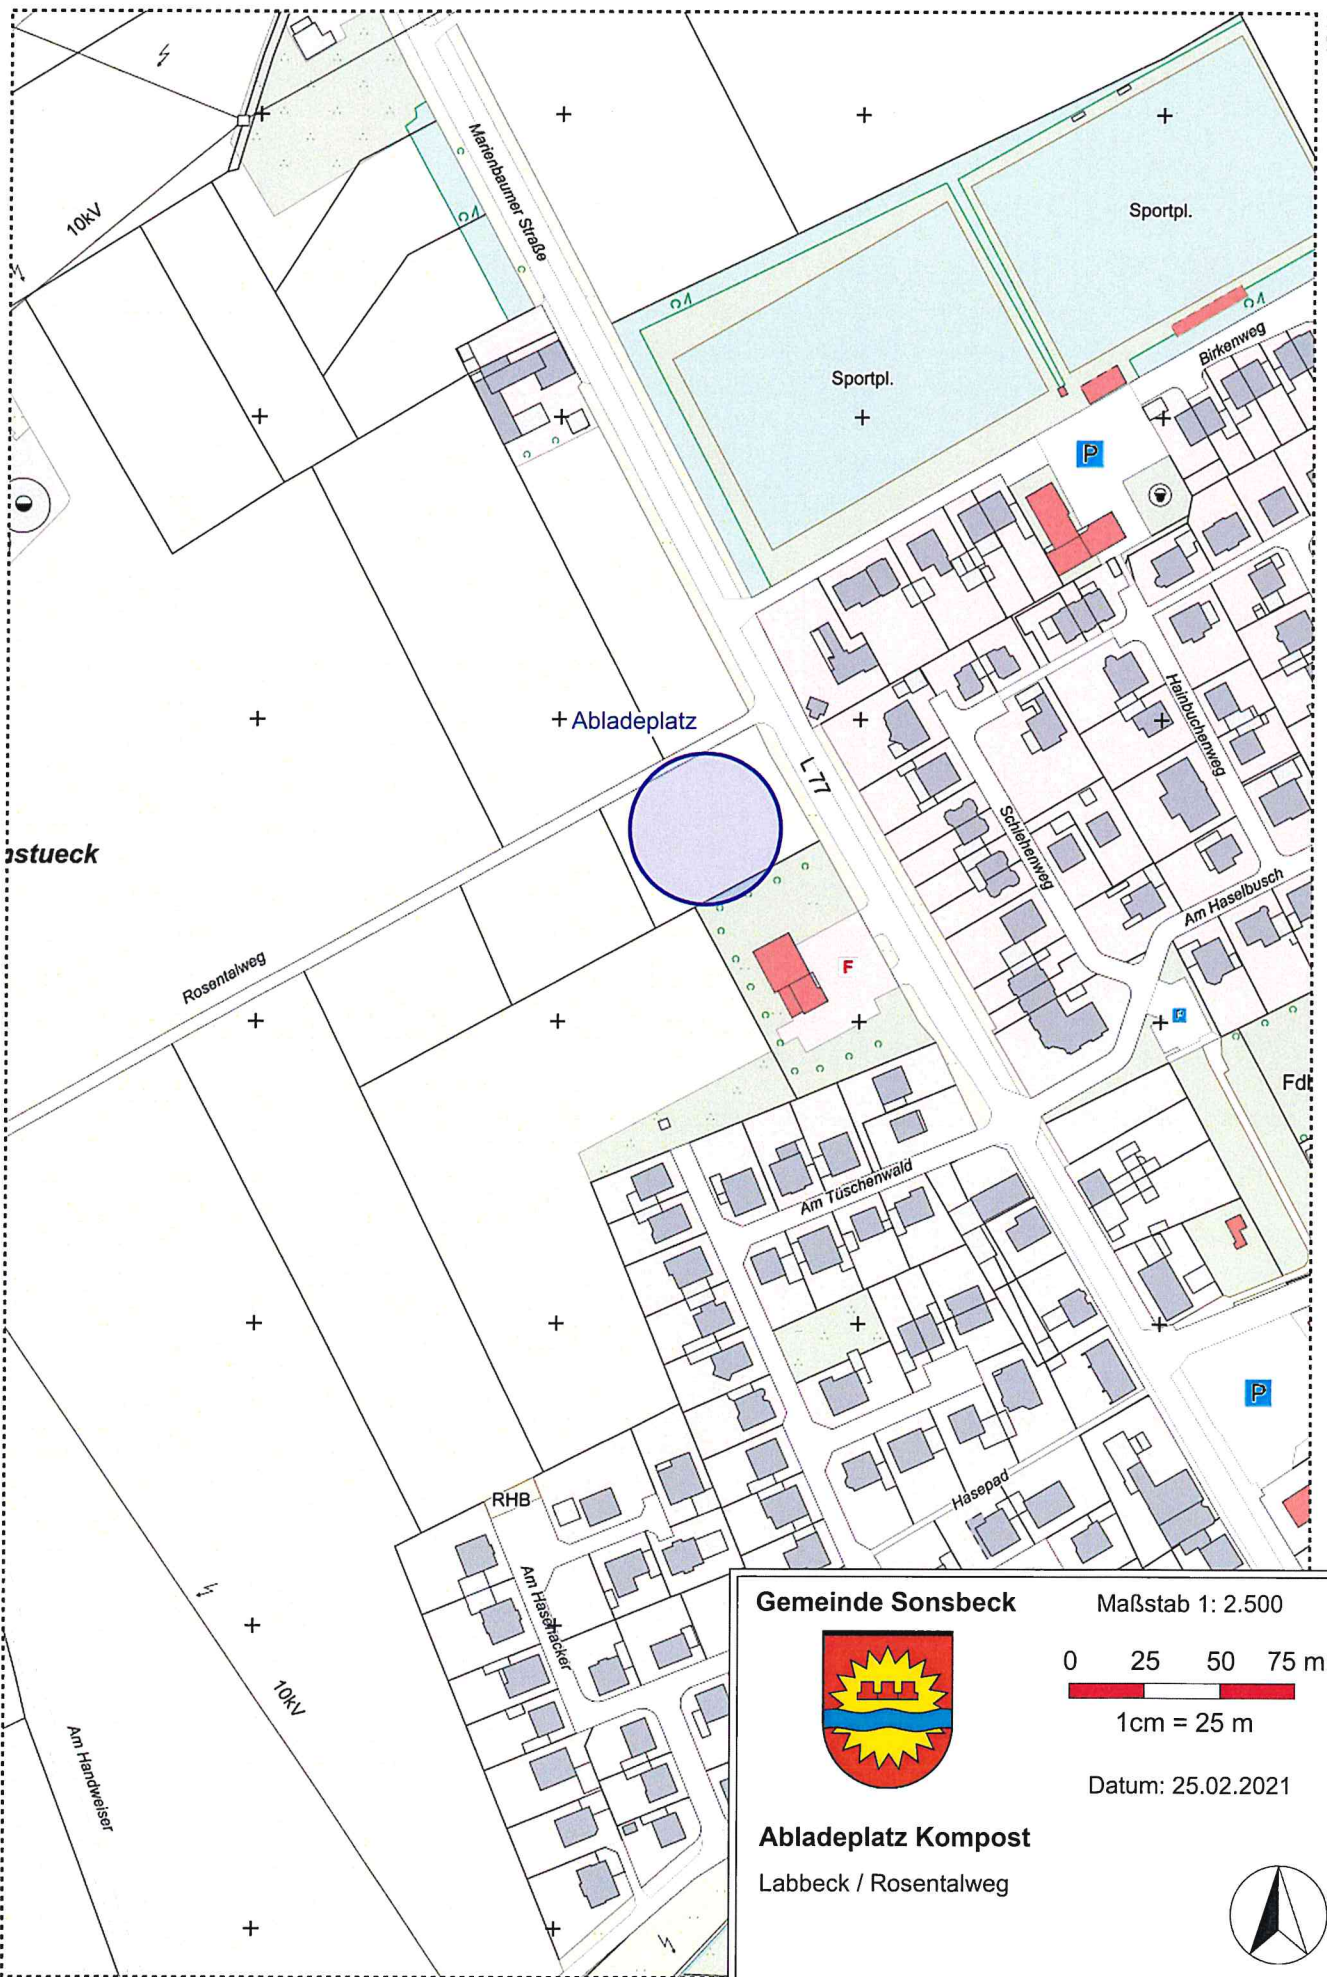 Marienbaumer Straße
10kV
Sportpl.
Sportpl.
Birkenweg
P
Abladeplatz
L 77
Hainbuchenweg
Schlehenweg
Am Haselbusch
nstueck
Rosentalweg
F
P
Fdl
Am Tüschenwald
P
Hasepad
RHB
Am Hasenacker
10kV
Am Handweiser
Gemeinde Sonsbeck
Maßstab 1: 2.500
0 25 50 75 m
1cm = 25 m
Datum: 25.02.2021
Abladeplatz Kompost
Labbeck / Rosentalweg